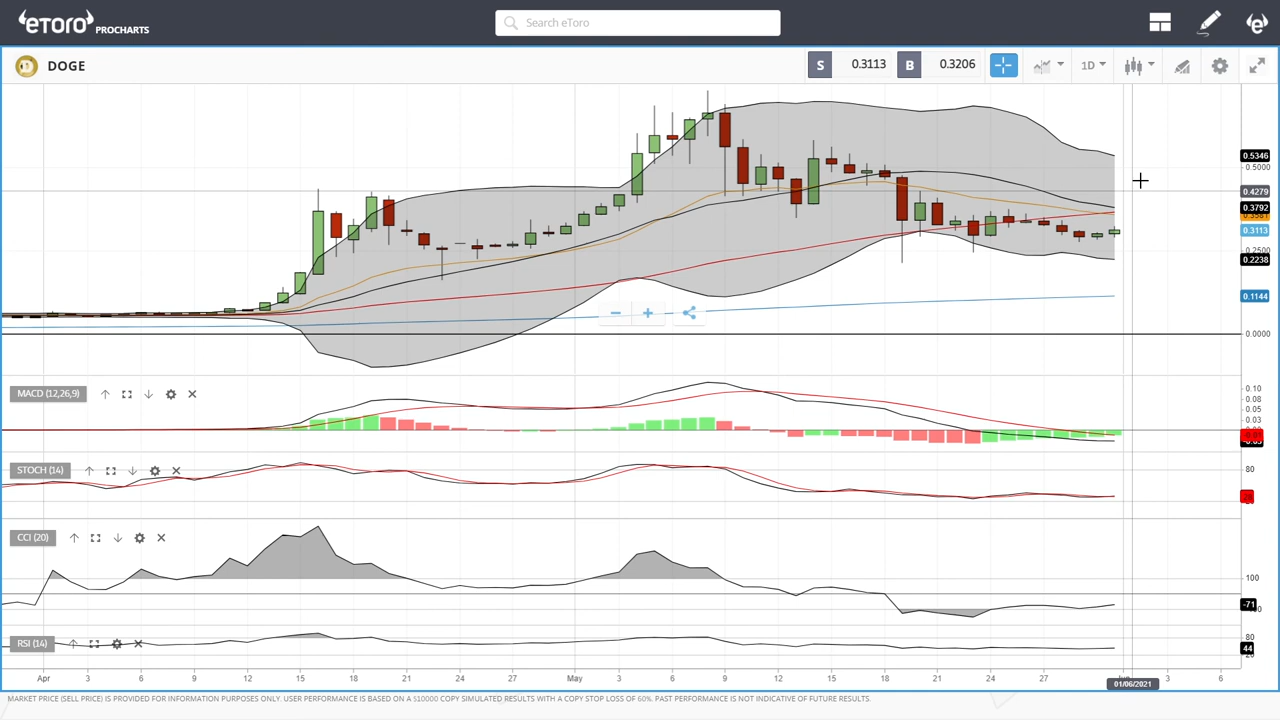 eToro PROCHARTS
Search eToro
DOGE
S 0.3113 B 0.3206
1D
0.5346
0.5000
0.4279
0.3792
0.3581
0.3113
0.2500
0.2238
0.1144
0.0000
MACD (12,26,9)
0.10
0.08
0.05
0.03
STOCH (14)
80
CCI (20)
100
-71
RSI (14)
80
44
Apr 3 6 9 12 15 18 21 24 27 May 3 6 9 12 15 18 21 24 27 3 6
01/06/2021
MARKET PRICE (SELL PRICE) IS PROVIDED FOR INFORMATION PURPOSES ONLY. USER PERFORMANCE IS BASED ON A $10000 COPY SIMULATED RESULTS WITH A COPY STOP LOSS OF 60%. PAST PERFORMANCE IS NOT INDICATIVE OF FUTURE RESULTS.